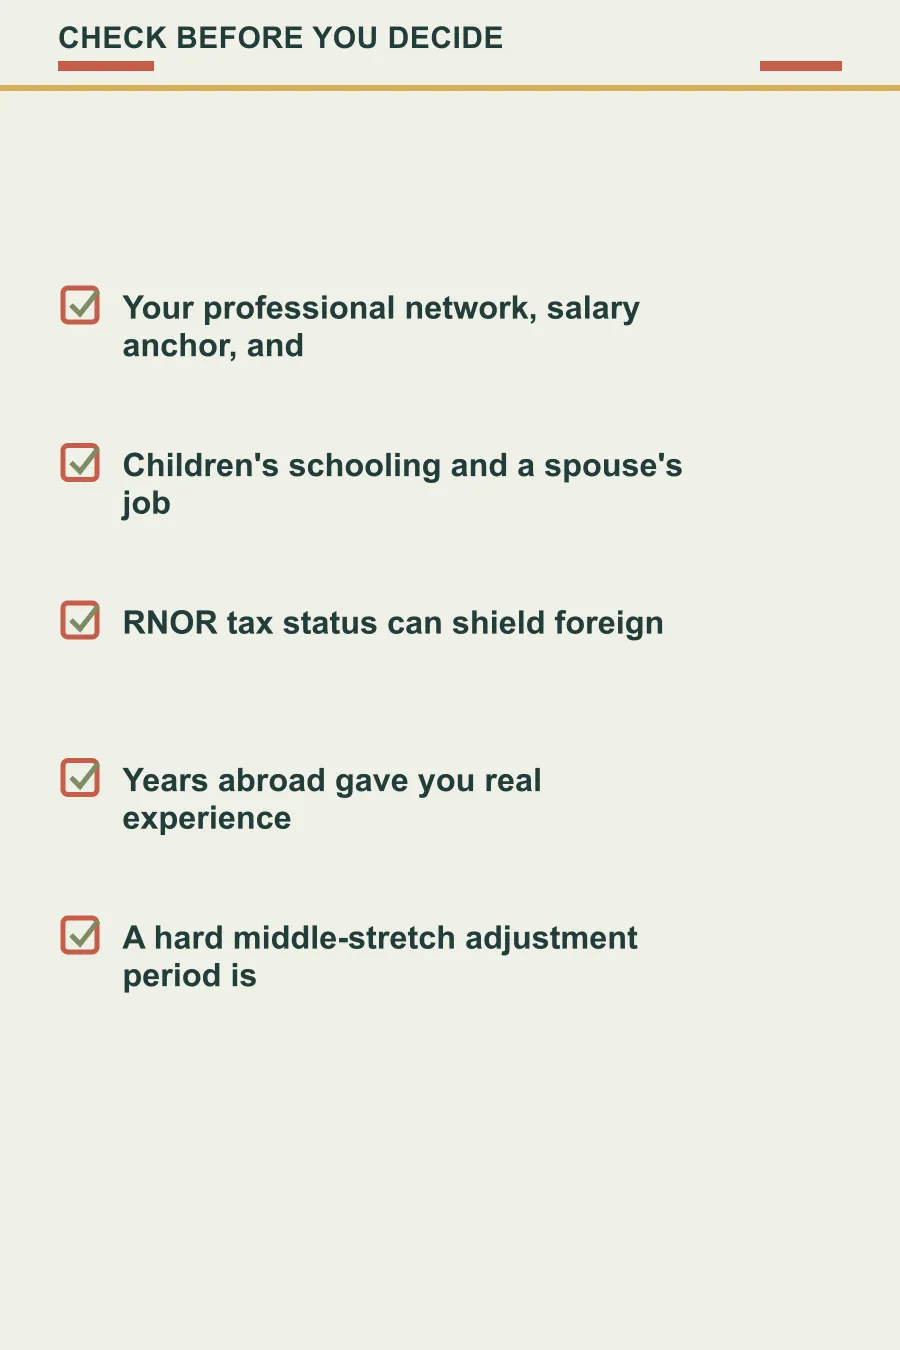 CHECK BEFORE YOU DECIDE
Your professional network, salary
anchor, and
Children's schooling and a spouse's
job
RNOR tax status can shield foreign
Years abroad gave you real
experience
A hard middle-stretch adjustment
period is